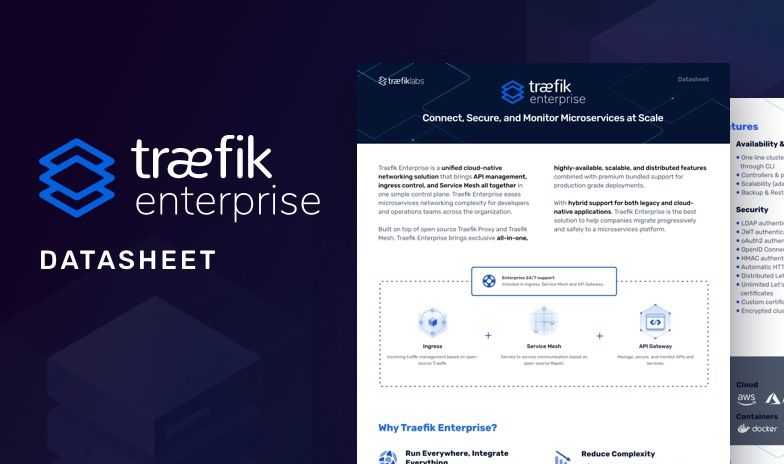 træfik
enterprise
DATASHEET
træfiklabs
Datasheet
træfik
enterprise
Connect, Secure, and Monitor Microservices at Scale
Traefik Enterprise is a unified cloud-native
networking solution that brings API management,
ingress control, and Service Mesh all together in
one simple control plane. Traefik Enterprise eases
microservices networking complexity for developers
and operations teams across the organization.
Built on top of open source Traefik Proxy and Traefik
Mesh, Traefik Enterprise brings exclusive all-in-one,
highly-available, scalable, and distributed features
combined with premium bundled support for
production grade deployments.
With hybrid support for both legacy and cloud-
native applications, Traefik Enterprise is the best
solution to help companies migrate progressively
and safely to a microservices platform.
Enterprise 24/7 support
Included in Ingress, Service Mesh and API Gateway.
Ingress
Incoming traffic management based on open-
source Traefik
+
Service Mesh
Service to service communication based on
open-source Maesh
+
API Gateway
Manage, secure, and monitor APIs and
services.
Why Traefik Enterprise?
Run Everywhere, Integrate
Everything
Reduce Complexity
tures
Availability &
One line cluste
through CLI
Controllers & p
Scalability (ada
Backup & Rest
Security
LDAP authenti
JWT authentic
oAuth2 authen
OpenID Connec
HMAC authent
Automatic HTT
Distributed Let
Unlimited Let's
certificates
Custom certific
Encrypted clus
Cloud
aws
Containers
docker